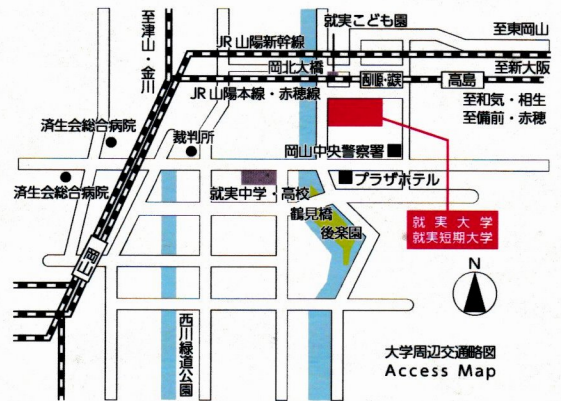 至津山・金川
就実こども園
JR山陽新幹線
至東岡山
岡北大橋
西川原・就実
高島
至新大阪
JR山陽本線・赤穂線
至和気・相生
至備前・赤穂
済生会総合病院
裁判所
岡山中央警察署
済生会総合病院
就実中学・高校
プラザホテル
鶴見橋
後楽園
就実大学
就実短期大学
岡山
N
西川緑道公園
大学周辺交通略図
Access Map